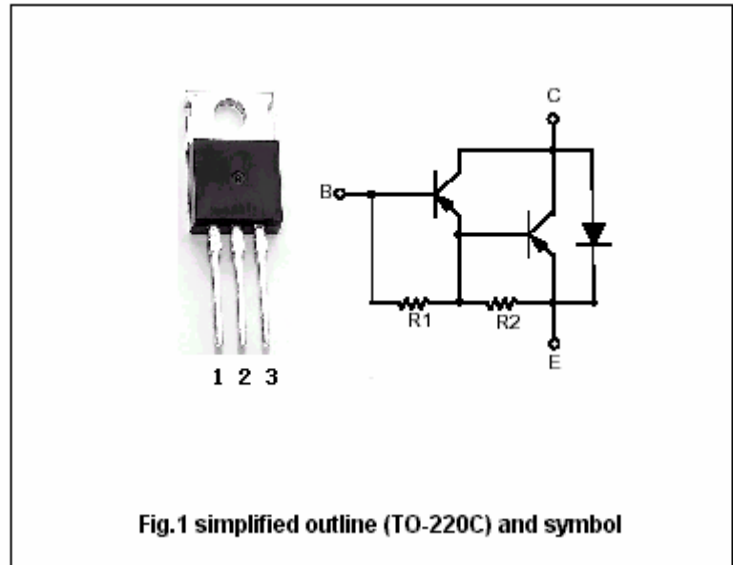 C
B
R1 R2
E
1 2 3
Fig.1 simplified outline (TO-220C) and symbol